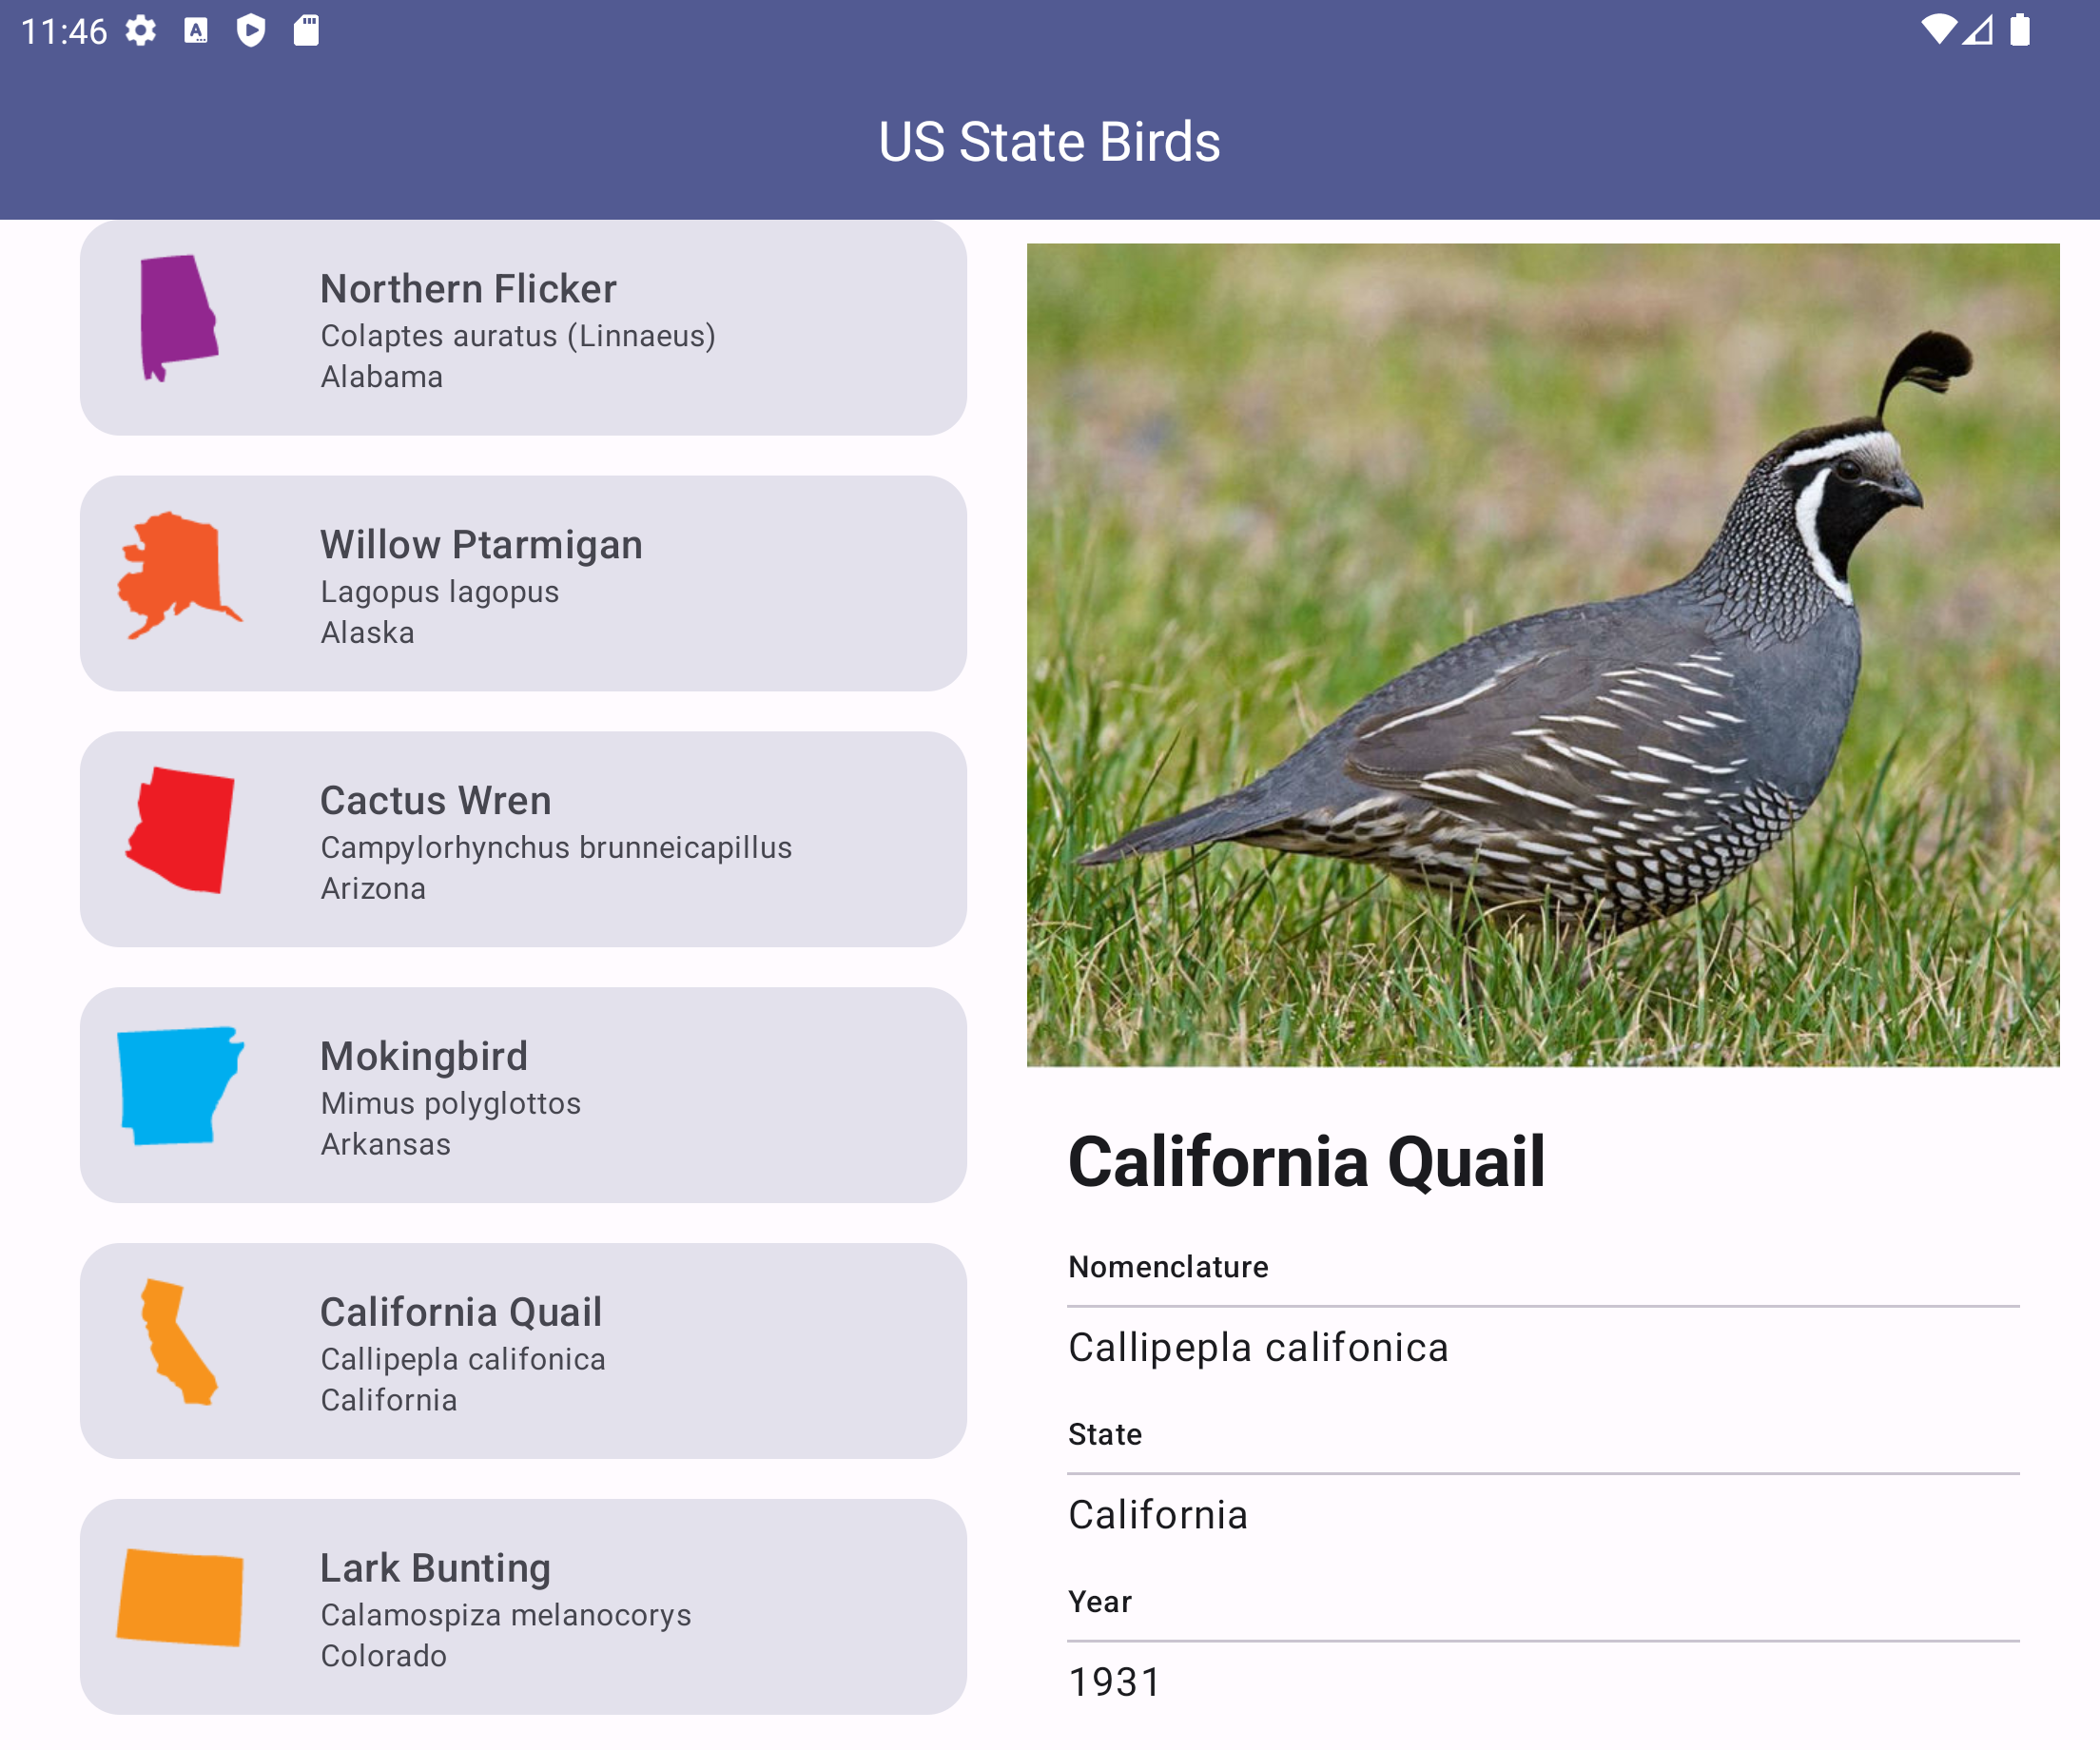 11:46
US State Birds
Northern Flicker
Colaptes auratus (Linnaeus)
Alabama
Willow Ptarmigan
Lagopus lagopus
Alaska
Cactus Wren
Campylorhynchus brunneicapillus
Arizona
Mokingbird
Mimus polyglottos
Arkansas
California Quail
Callipepla califonica
California
Lark Bunting
Calamospiza melanocorys
Colorado
California Quail
Nomenclature
Callipepla califonica
State
California
Year
1931